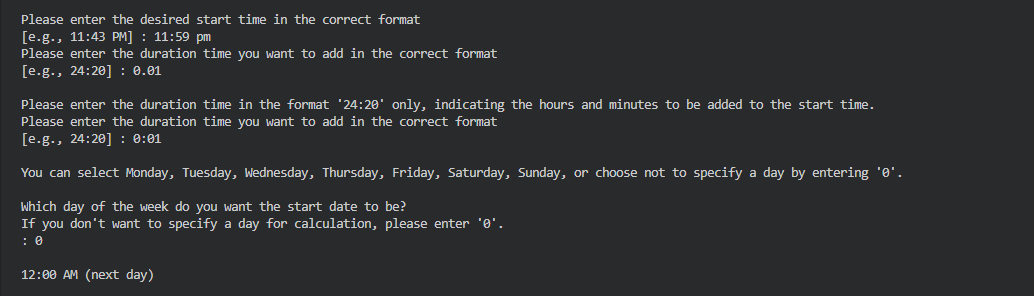 Please enter the desired start time in the correct format
[e.g., 11:43 PM] : 11:59 pm
Please enter the duration time you want to add in the correct format
[e.g., 24:20] : 0.01
Please enter the duration time in the format '24:20' only, indicating the hours and minutes to be added to the start time.
Please enter the duration time you want to add in the correct format
[e.g., 24:20] : 0:01
You can select Monday, Tuesday, Wednesday, Thursday, Friday, Saturday, Sunday, or choose not to specify a day by entering '0'.
Which day of the week do you want the start date to be?
If you don't want to specify a day for calculation, please enter '0'.
: 0
12:00 AM (next day)